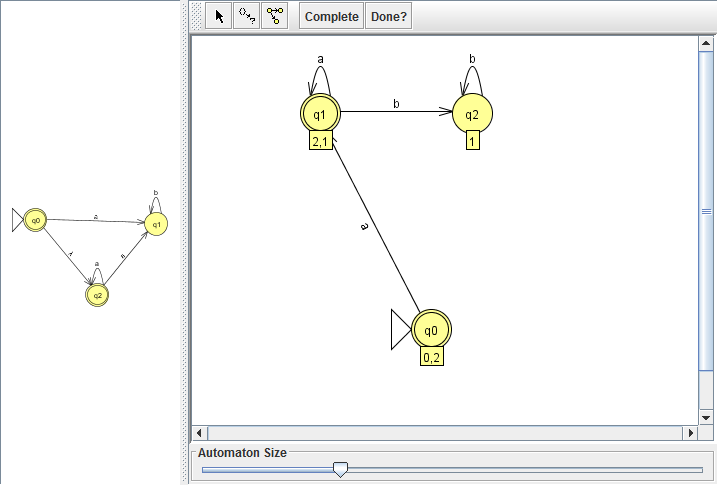 Complete
Done?
a
q1
2,1
b
b
q2
1
a
q0
0,2
q0
a
b
q1
a
q2
Automaton Size